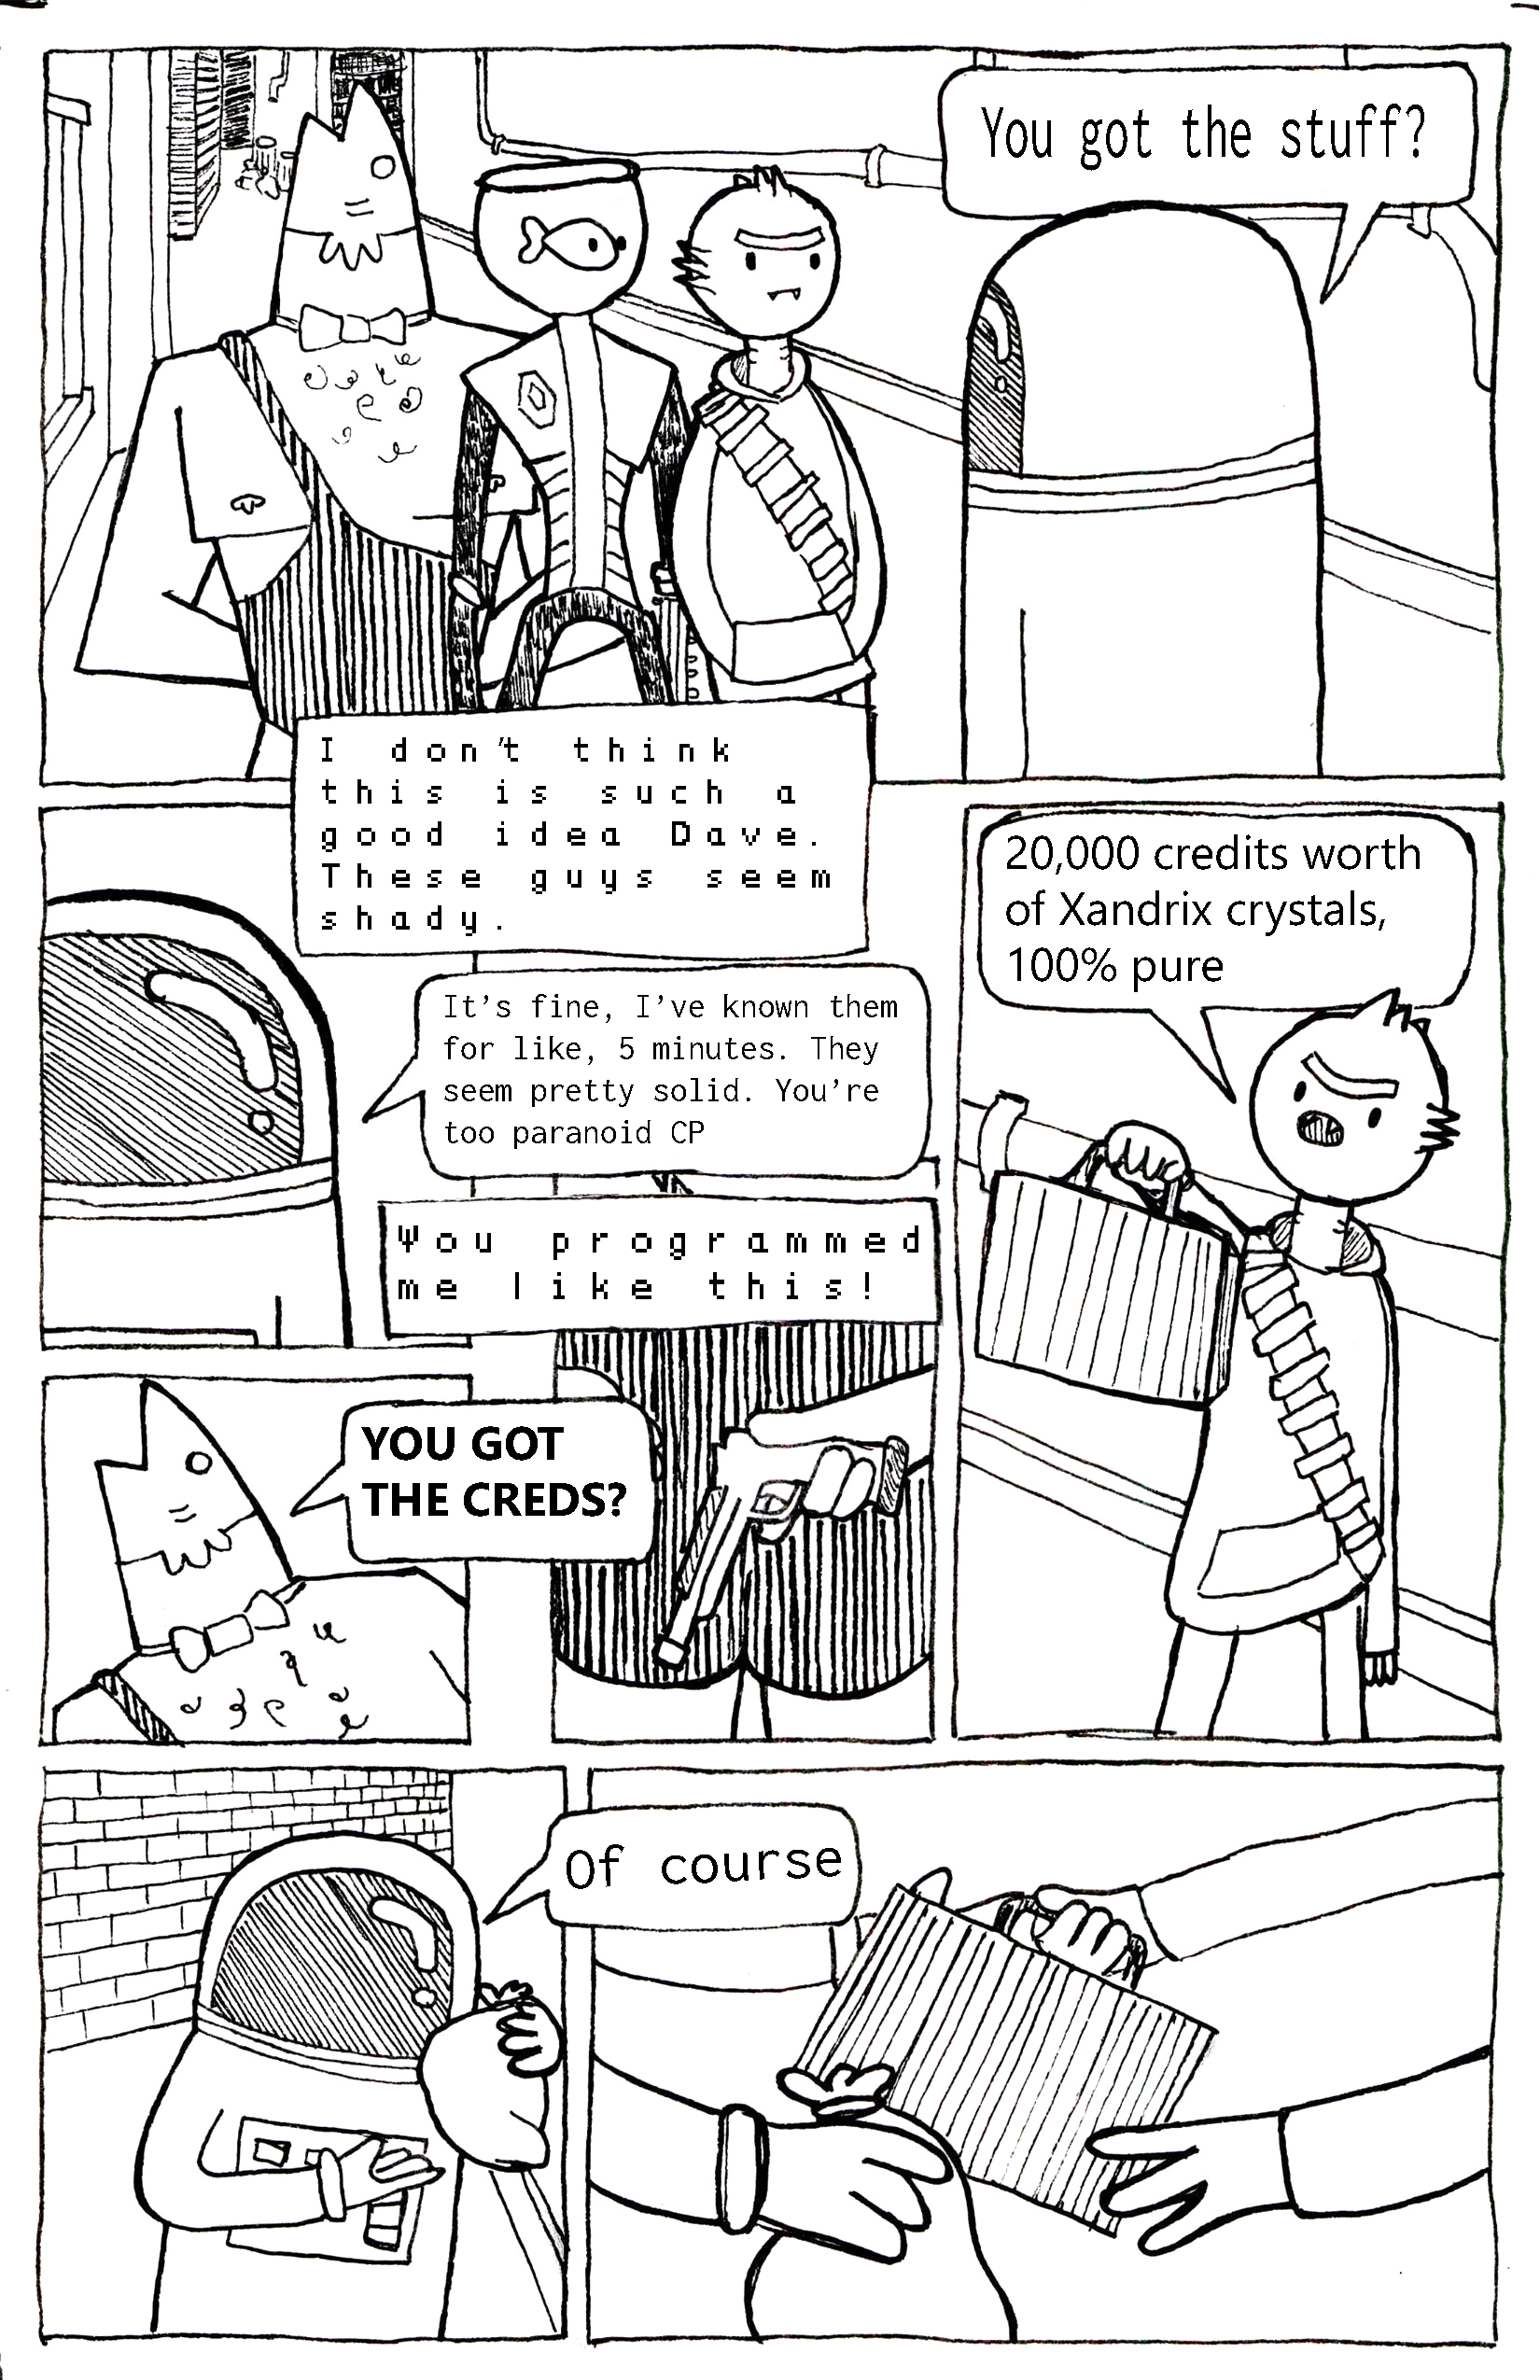 You got the stuff?
I don't think
this is such a
good idea Dave.
These guys seem
shady.
It's fine, I've known them
for like, 5 minutes. They
seem pretty solid. You're
too paranoid CP
You programmed
me like this!
20,000 credits worth
of Xandrix crystals,
100% pure
YOU GOT
THE CREDS?
Of course